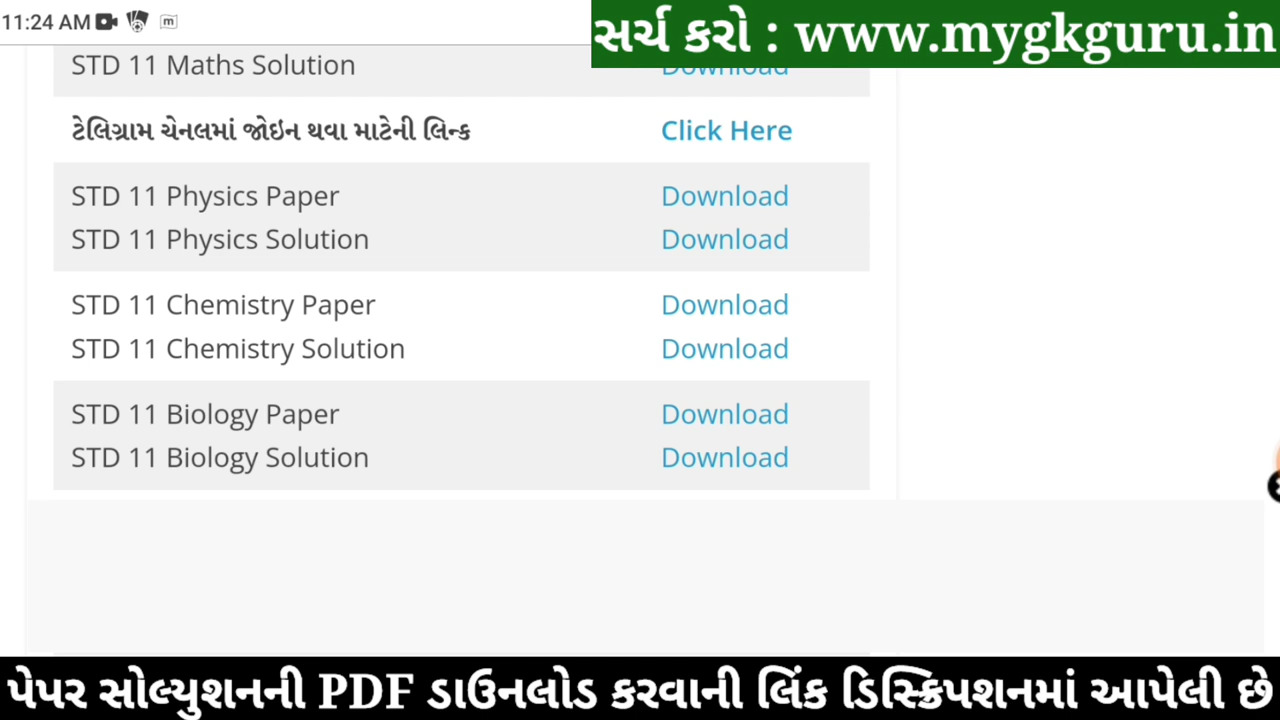 11:24 AM
સર્ચ કરો : www.mygkguru.in
STD 11 Maths Solution Download
ટેલિગ્રામ ચેનલમાં જોઇન થવા માટેની લિન્ક Click Here
STD 11 Physics Paper Download
STD 11 Physics Solution Download
STD 11 Chemistry Paper Download
STD 11 Chemistry Solution Download
STD 11 Biology Paper Download
STD 11 Biology Solution Download
પેપર સોલ્યુશનની PDF ડાઉનલોડ કરવાની લિંક ડિસ્ક્રિપશનમાં આપેલી છે